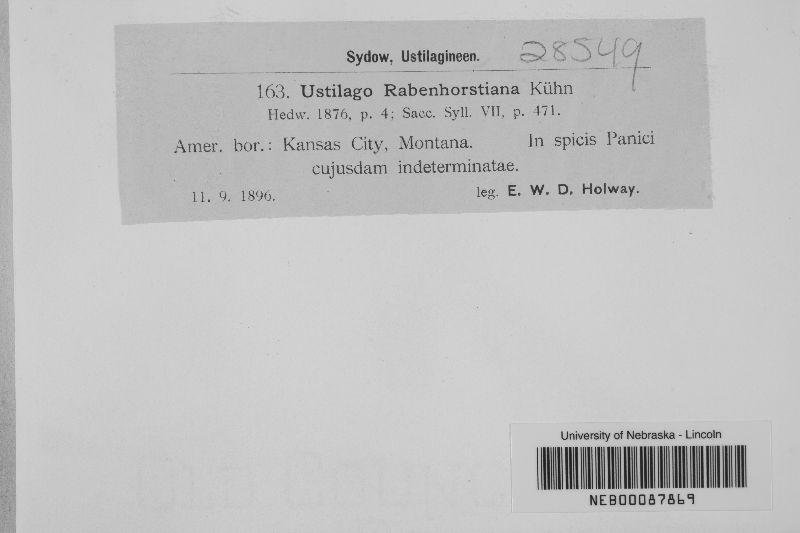 Sydow, Ustilagineen.
28549
163. Ustilago Rabenhorstiana Kühn
Hedw. 1876, p. 4; Sacc. Syll. VII, p. 471.
Amer. bor.: Kansas City, Montana. In spicis Panici
cujusdam indeterminatae.
11. 9. 1896. leg. E. W. D. Holway.
University of Nebraska - Lincoln
NEB00087869